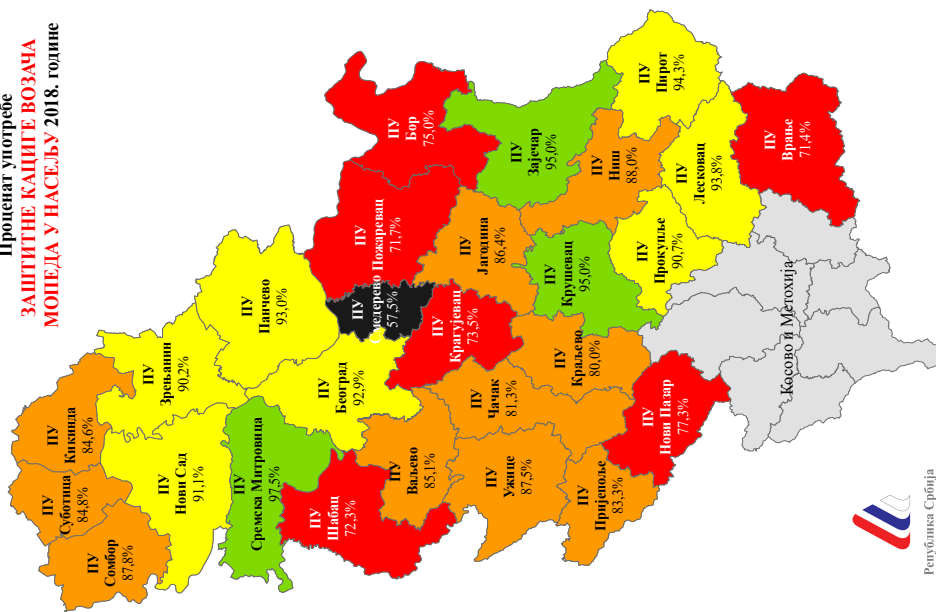 Проценат употребе
ЗАШТИТНЕ КАЦИГЕ ВОЗАЧА
МОПЕДА У НАСЕЉУ 2018. године
ПУ
Суботица
84,8%
ПУ
Сомбор
87,8%
ПУ
Кикинда
84,6%
ПУ
Нови Сад
91,1%
ПУ
Зрењанин
90,2%
ПУ
Сремска Митровица
97,5%
ПУ
Панчево
93,0%
ПУ
Београд
92,9%
ПУ
Шабац
72,3%
ПУ
Ваљево
85,1%
ПУ
Смедерево
57,5%
ПУ
Пожаревац
71,7%
ПУ
Бор
75,0%
ПУ
Крагујевац
73,5%
ПУ
Јагодина
86,4%
ПУ
Зајечар
95,0%
ПУ
Ужице
87,5%
ПУ
Чачак
81,3%
ПУ
Краљево
80,0%
ПУ
Крушевац
95,0%
ПУ
Ниш
88,0%
ПУ
Пирот
94,3%
ПУ
Пријепоље
83,3%
ПУ
Нови Пазар
77,3%
ПУ
Прокупље
90,7%
ПУ
Лесковац
93,8%
ПУ
Врање
71,4%
Косово и Метохија
Република Србија